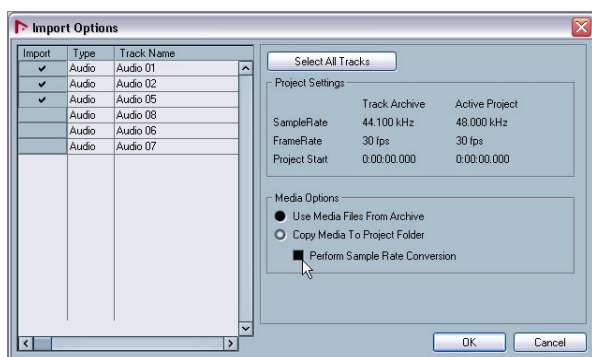 Import Options
Import Type Track Name
Audio Audio 01
Audio Audio 02
Audio Audio 05
Audio Audio 08
Audio Audio 06
Audio Audio 07
Select All Tracks
Project Settings
Track Archive Active Project
SampleRate 44.100 kHz 48.000 kHz
FrameRate 30 fps 30 fps
Project Start 0:00:00.000 0:00:00.000
Media Options
Use Media Files From Archive
Copy Media To Project Folder
Perform Sample Rate Conversion
OK Cancel